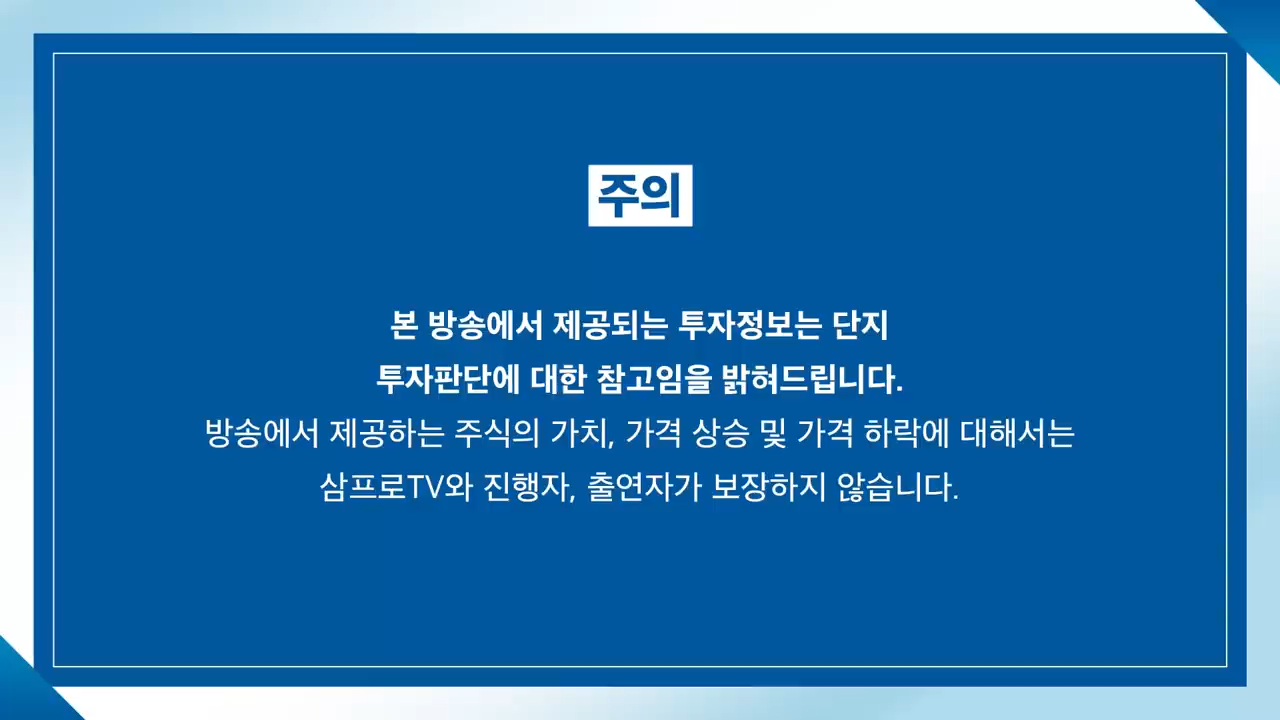 주의
본 방송에서 제공되는 투자정보는 단지
투자판단에 대한 참고임을 밝혀드립니다.
방송에서 제공하는 주식의 가치, 가격 상승 및 가격 하락에 대해서는
삼프로TV와 진행자, 출연자가 보장하지 않습니다.